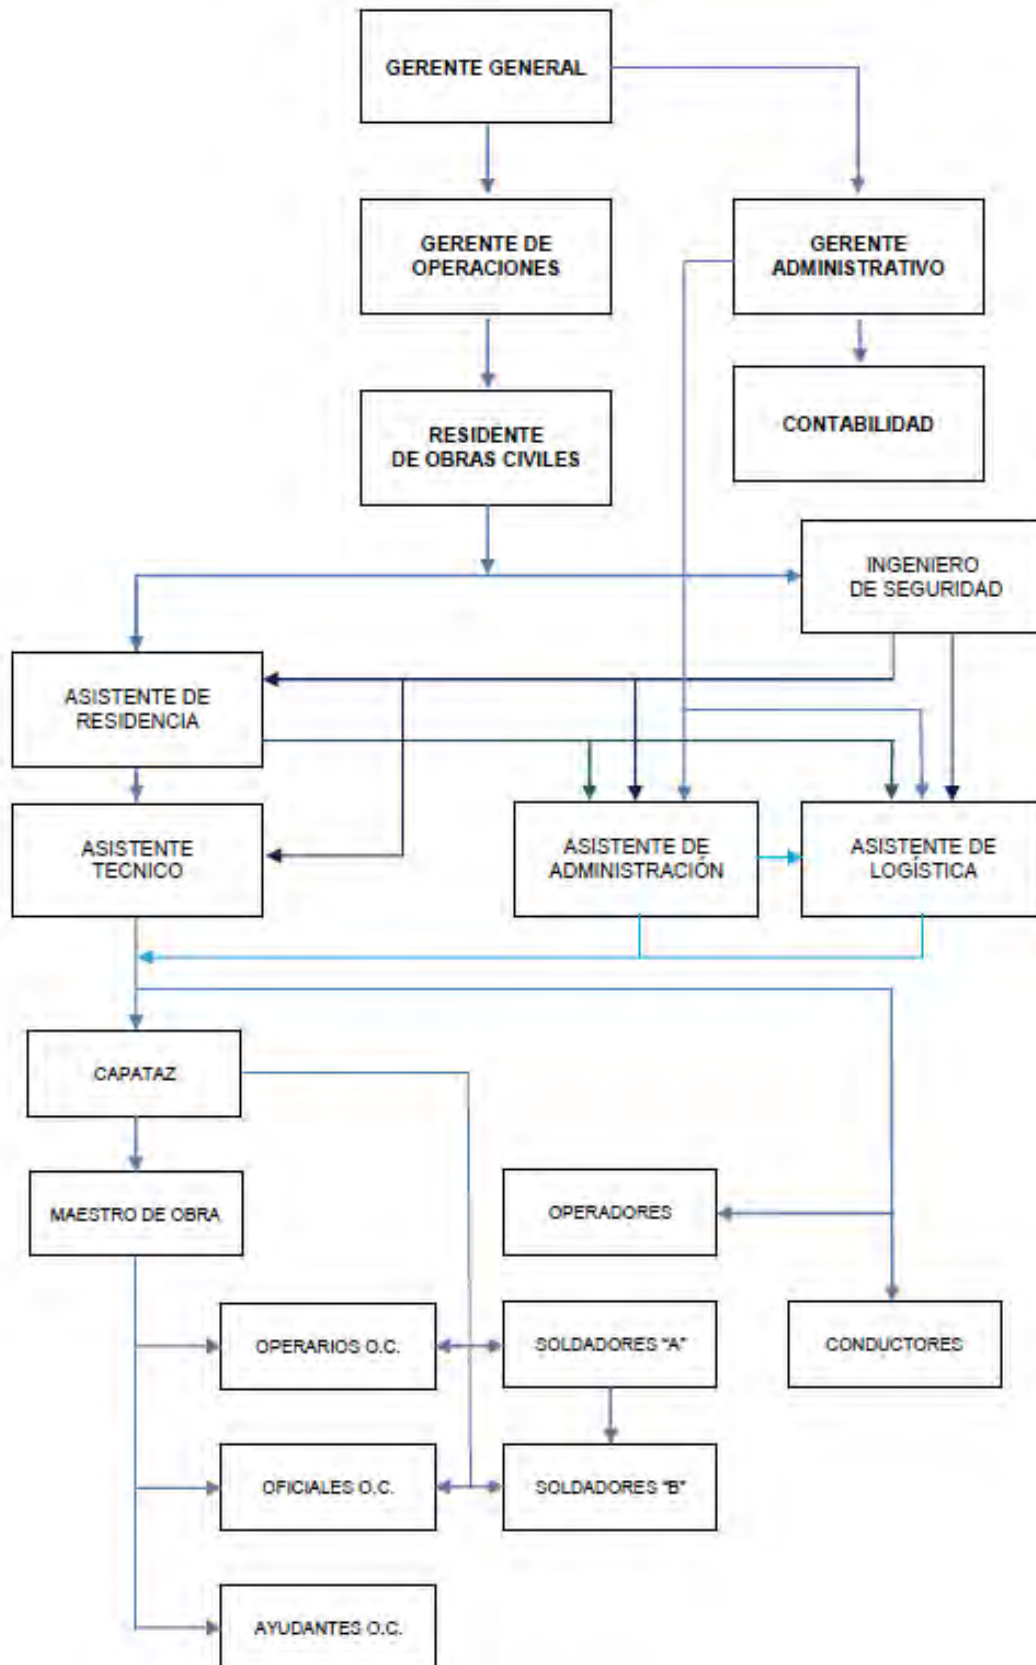 GERENTE GENERAL
GERENTE DE
OPERACIONES
GERENTE
ADMINISTRATIVO
RESIDENTE
DE OBRAS CIVILES
CONTABILIDAD
INGENIERO
DE SEGURIDAD
ASISTENTE DE
RESIDENCIA
ASISTENTE
TECNICO
ASISTENTE DE
ADMINISTRACIÓN
ASISTENTE DE
LOGÍSTICA
CAPATAZ
MAESTRO DE OBRA
OPERADORES
OPERARIOS O.C.
SOLDADORES "A"
CONDUCTORES
OFICIALES O.C.
SOLDADORES "B"
AYUDANTES O.C.